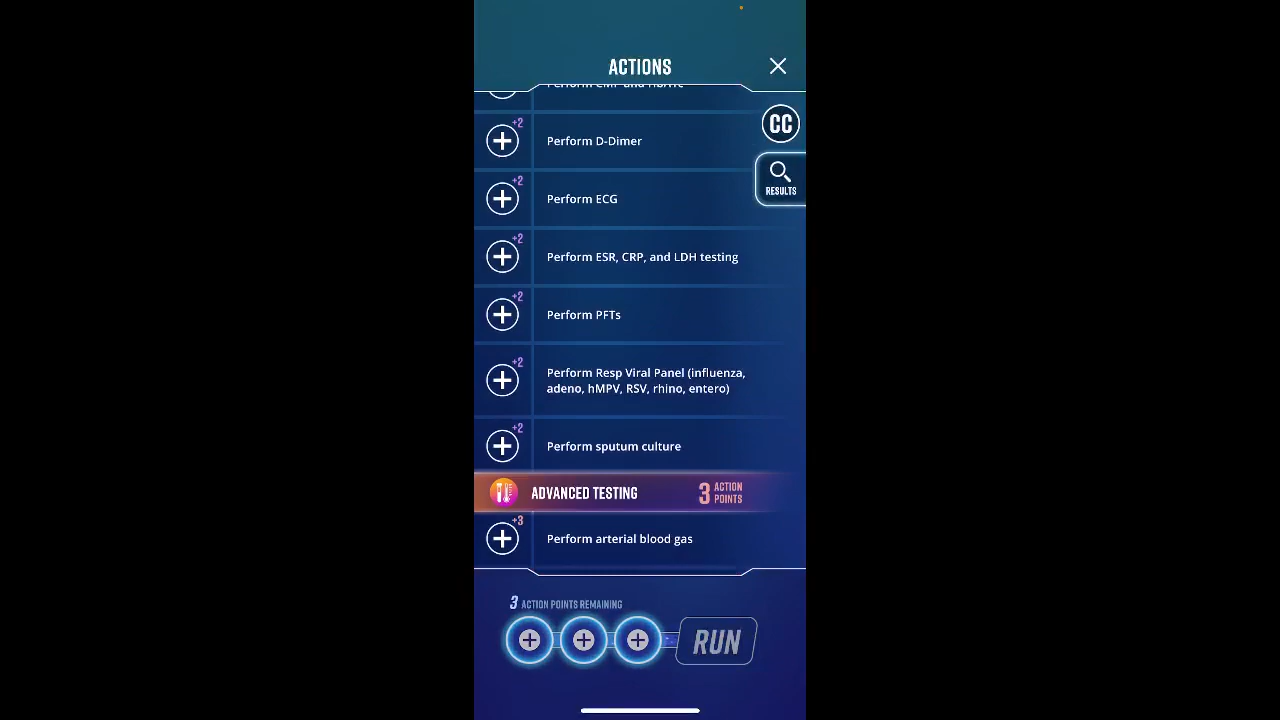 ACTIONS
CC
+2
Perform D-Dimer
RESULTS
+2
Perform ECG
+2
Perform ESR, CRP, and LDH testing
+2
Perform PFTs
+2
Perform Resp Viral Panel (influenza,
adeno, hMPV, RSV, rhino, entero)
+2
Perform sputum culture
ADVANCED TESTING
3 ACTION
POINTS
+3
Perform arterial blood gas
3 ACTION POINTS REMAINING
RUN